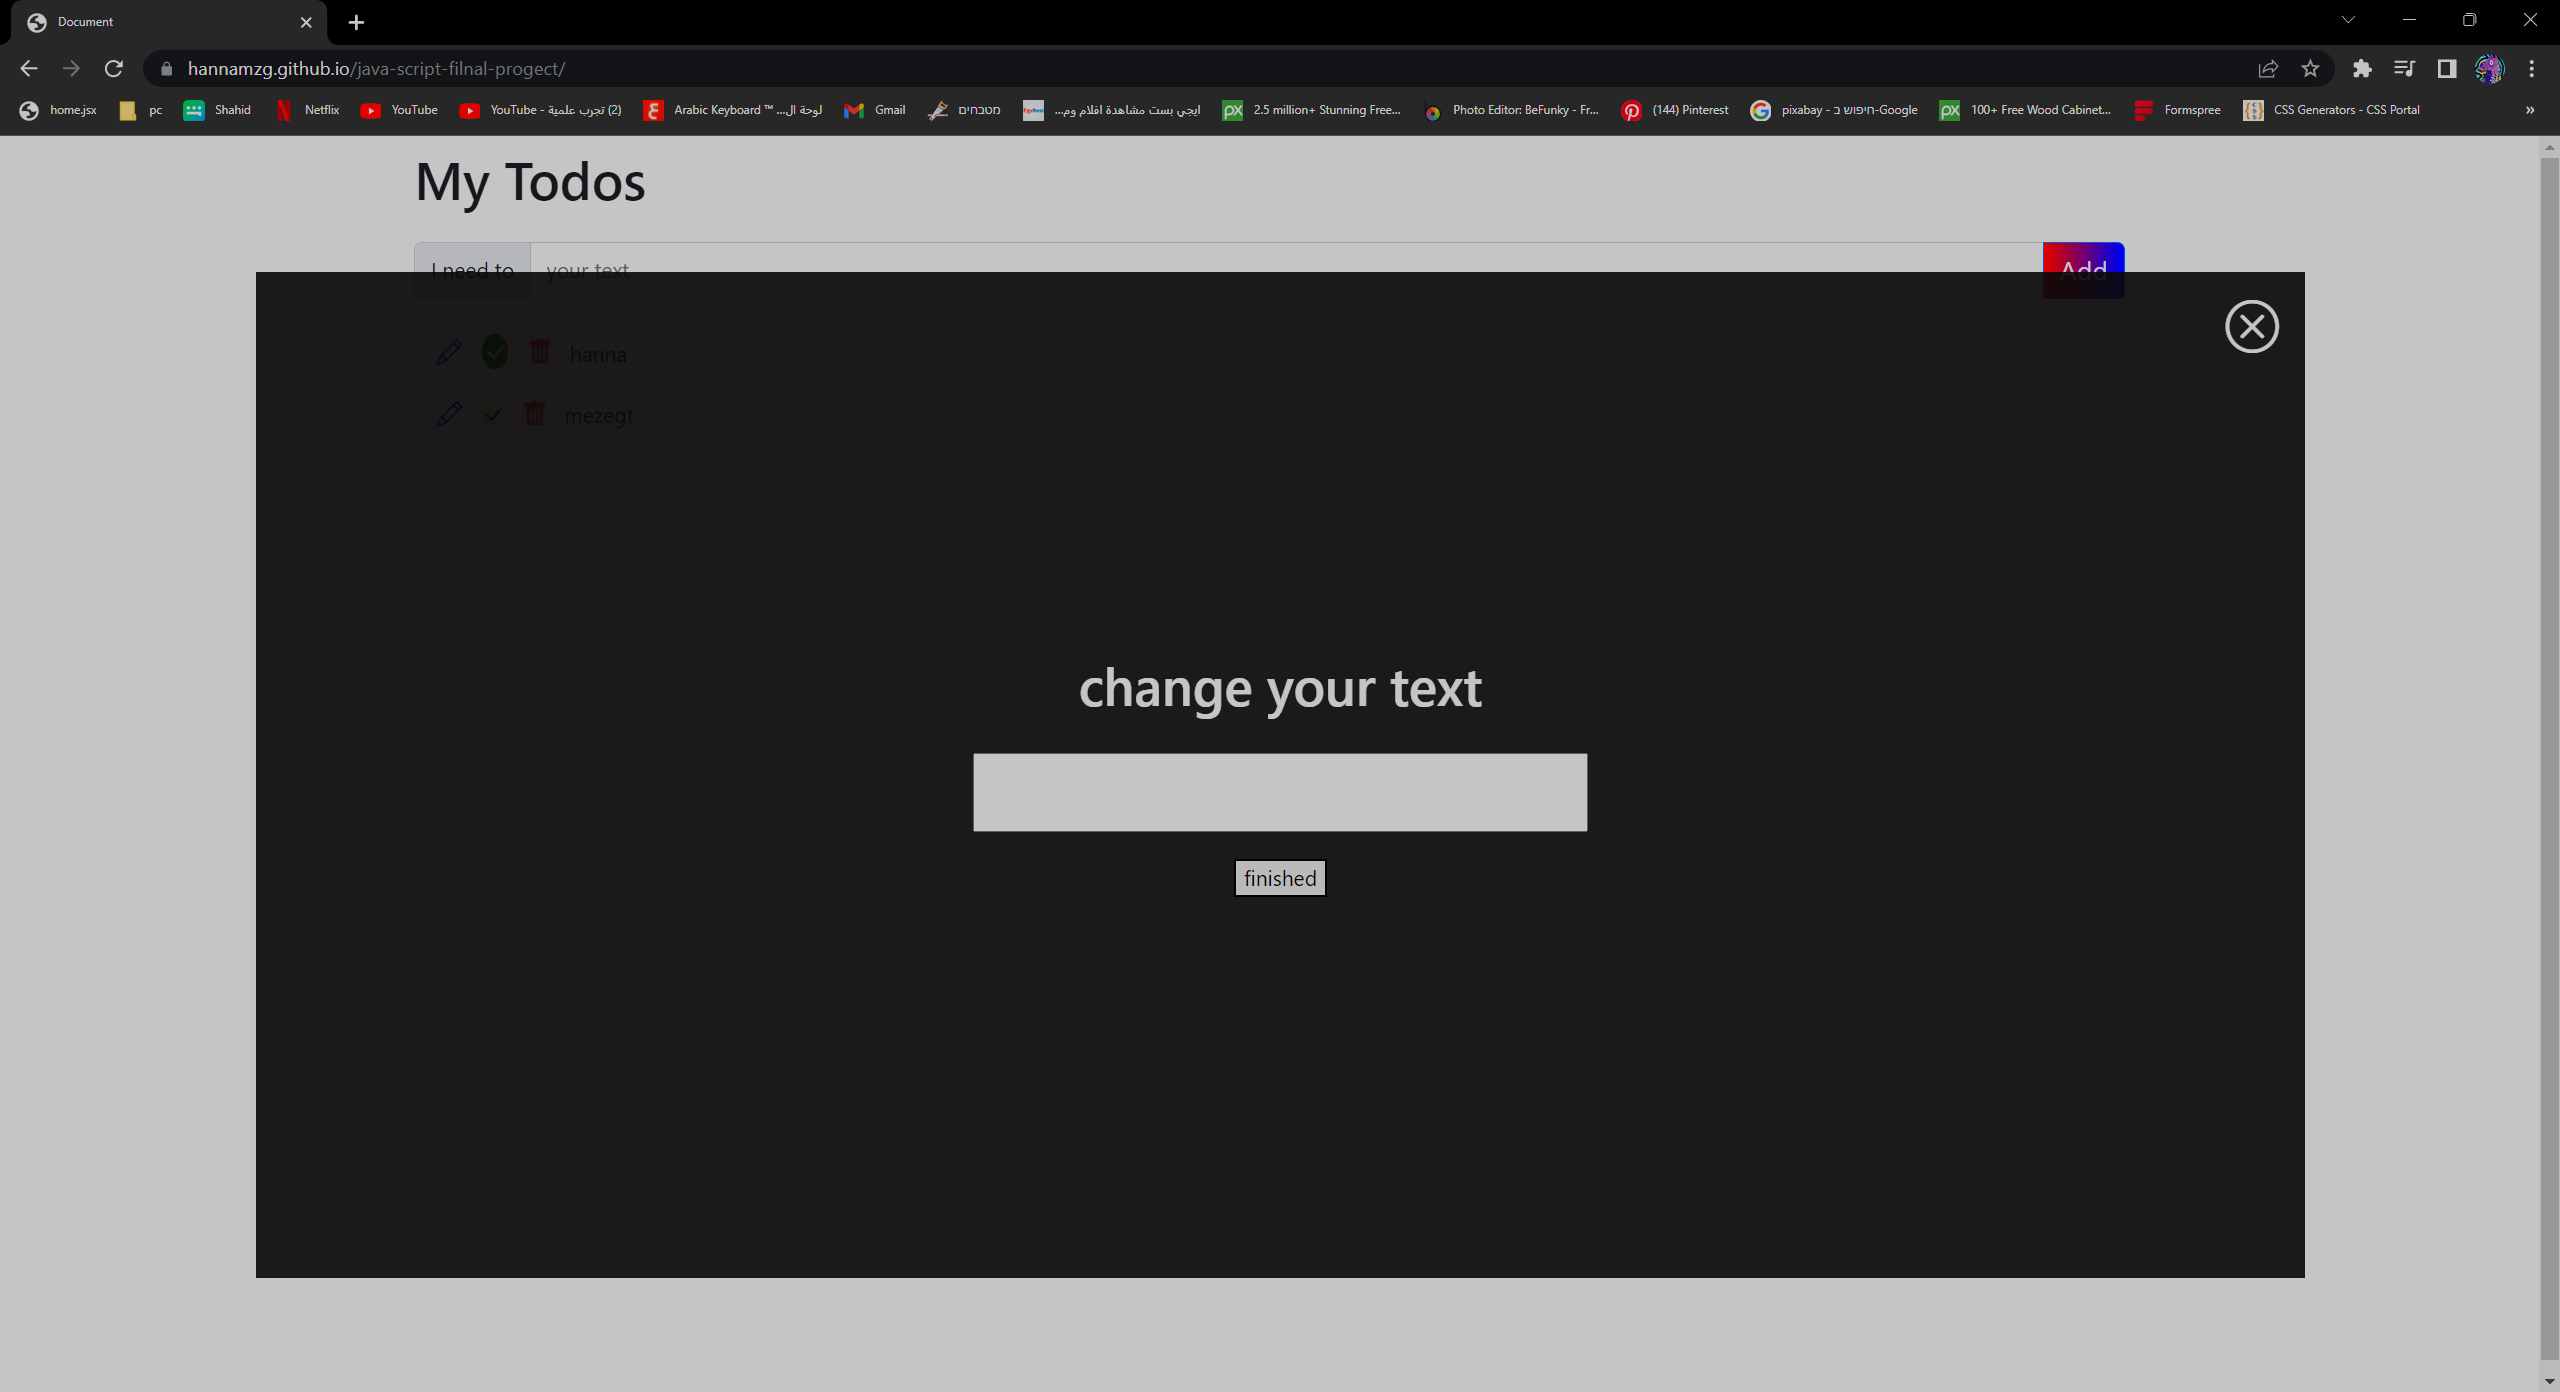 Document
hannamzg.github.io/java-script-filnal-progect/
home.jsx pc Shahid Netflix YouTube YouTube - تجرب علمية (2) Arabic Keyboard ™ ...لوحة ال Gmail מטבחים ...ايجي بست مشاهدة افلام وم 2.5 million+ Stunning Free... Photo Editor: BeFunky - Fr... (144) Pinterest pixabay - חיפוש ב-Google 100+ Free Wood Cabinet... Formspree CSS Generators - CSS Portal »
My Todos
I need to your text Add
hanna
mezegt
change your text
finished